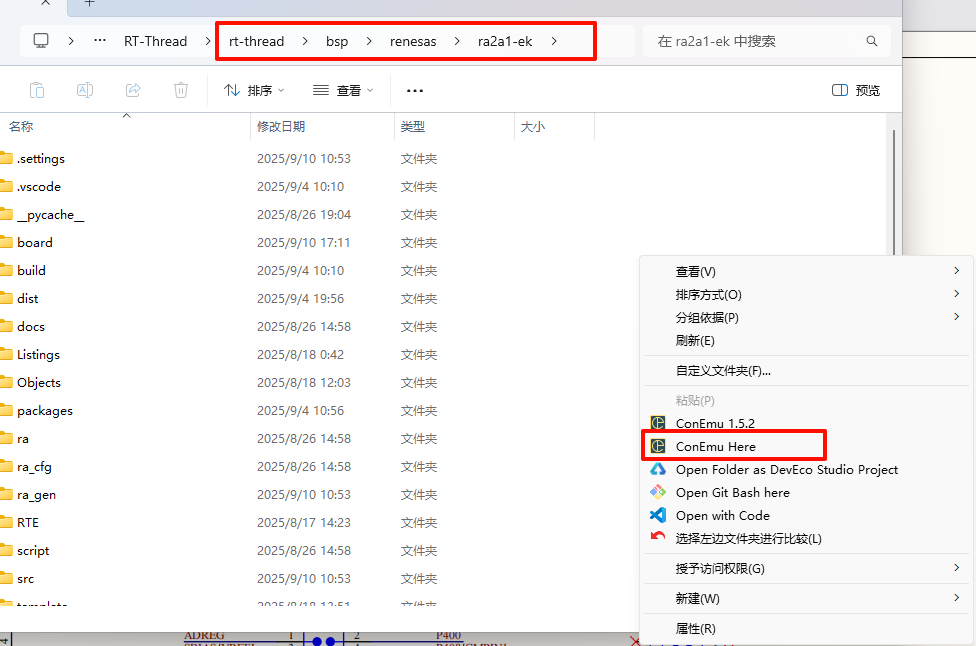 ··· RT-Thread rt-thread bsp renesas ra2a1-ek 在 ra2a1-ek 中搜索
排序 查看 ··· 预览
名称 修改日期 类型 大小
.settings 2025/9/10 10:53 文件夹
.vscode 2025/9/4 10:10 文件夹
__pycache__ 2025/8/26 19:04 文件夹
board 2025/9/10 17:11 文件夹
build 2025/9/4 10:10 文件夹
dist 2025/9/4 19:56 文件夹
docs 2025/8/26 14:58 文件夹
Listings 2025/8/18 0:42 文件夹
Objects 2025/8/18 12:03 文件夹
packages 2025/9/4 10:56 文件夹
ra 2025/8/26 14:58 文件夹
ra_cfg 2025/8/26 14:58 文件夹
ra_gen 2025/9/10 10:53 文件夹
RTE 2025/8/17 14:23 文件夹
script 2025/8/26 14:58 文件夹
src 2025/9/10 10:53 文件夹
template 2025/8/18 12:51 文件夹
查看(V)
排序方式(O)
分组依据(P)
刷新(E)
自定义文件夹(F)...
粘贴(P)
ConEmu 1.5.2
ConEmu Here
Open Folder as DevEco Studio Project
Open Git Bash here
Open with Code
选择左边文件夹进行比较(L)
授予访问权限(G)
新建(W)
属性(R)
ADREG 1 2 P400